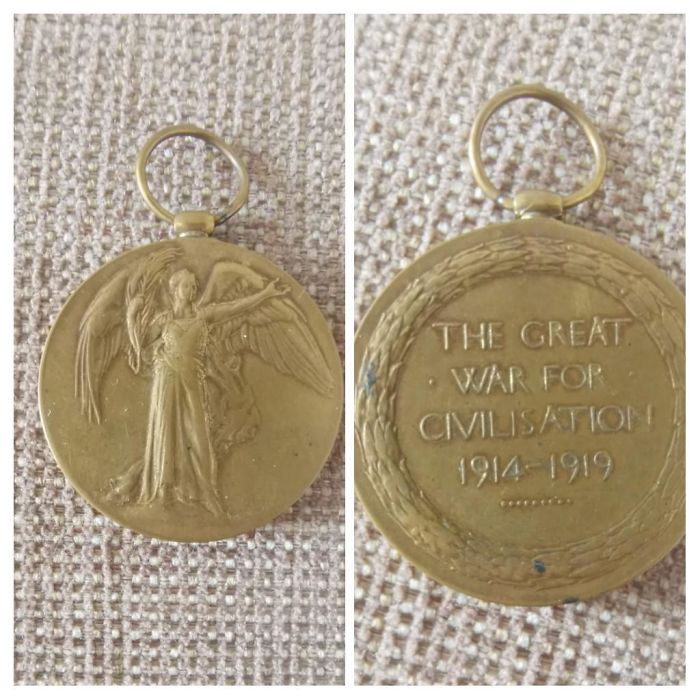 THE GREAT
WAR FOR
CIVILISATION
1914-1919